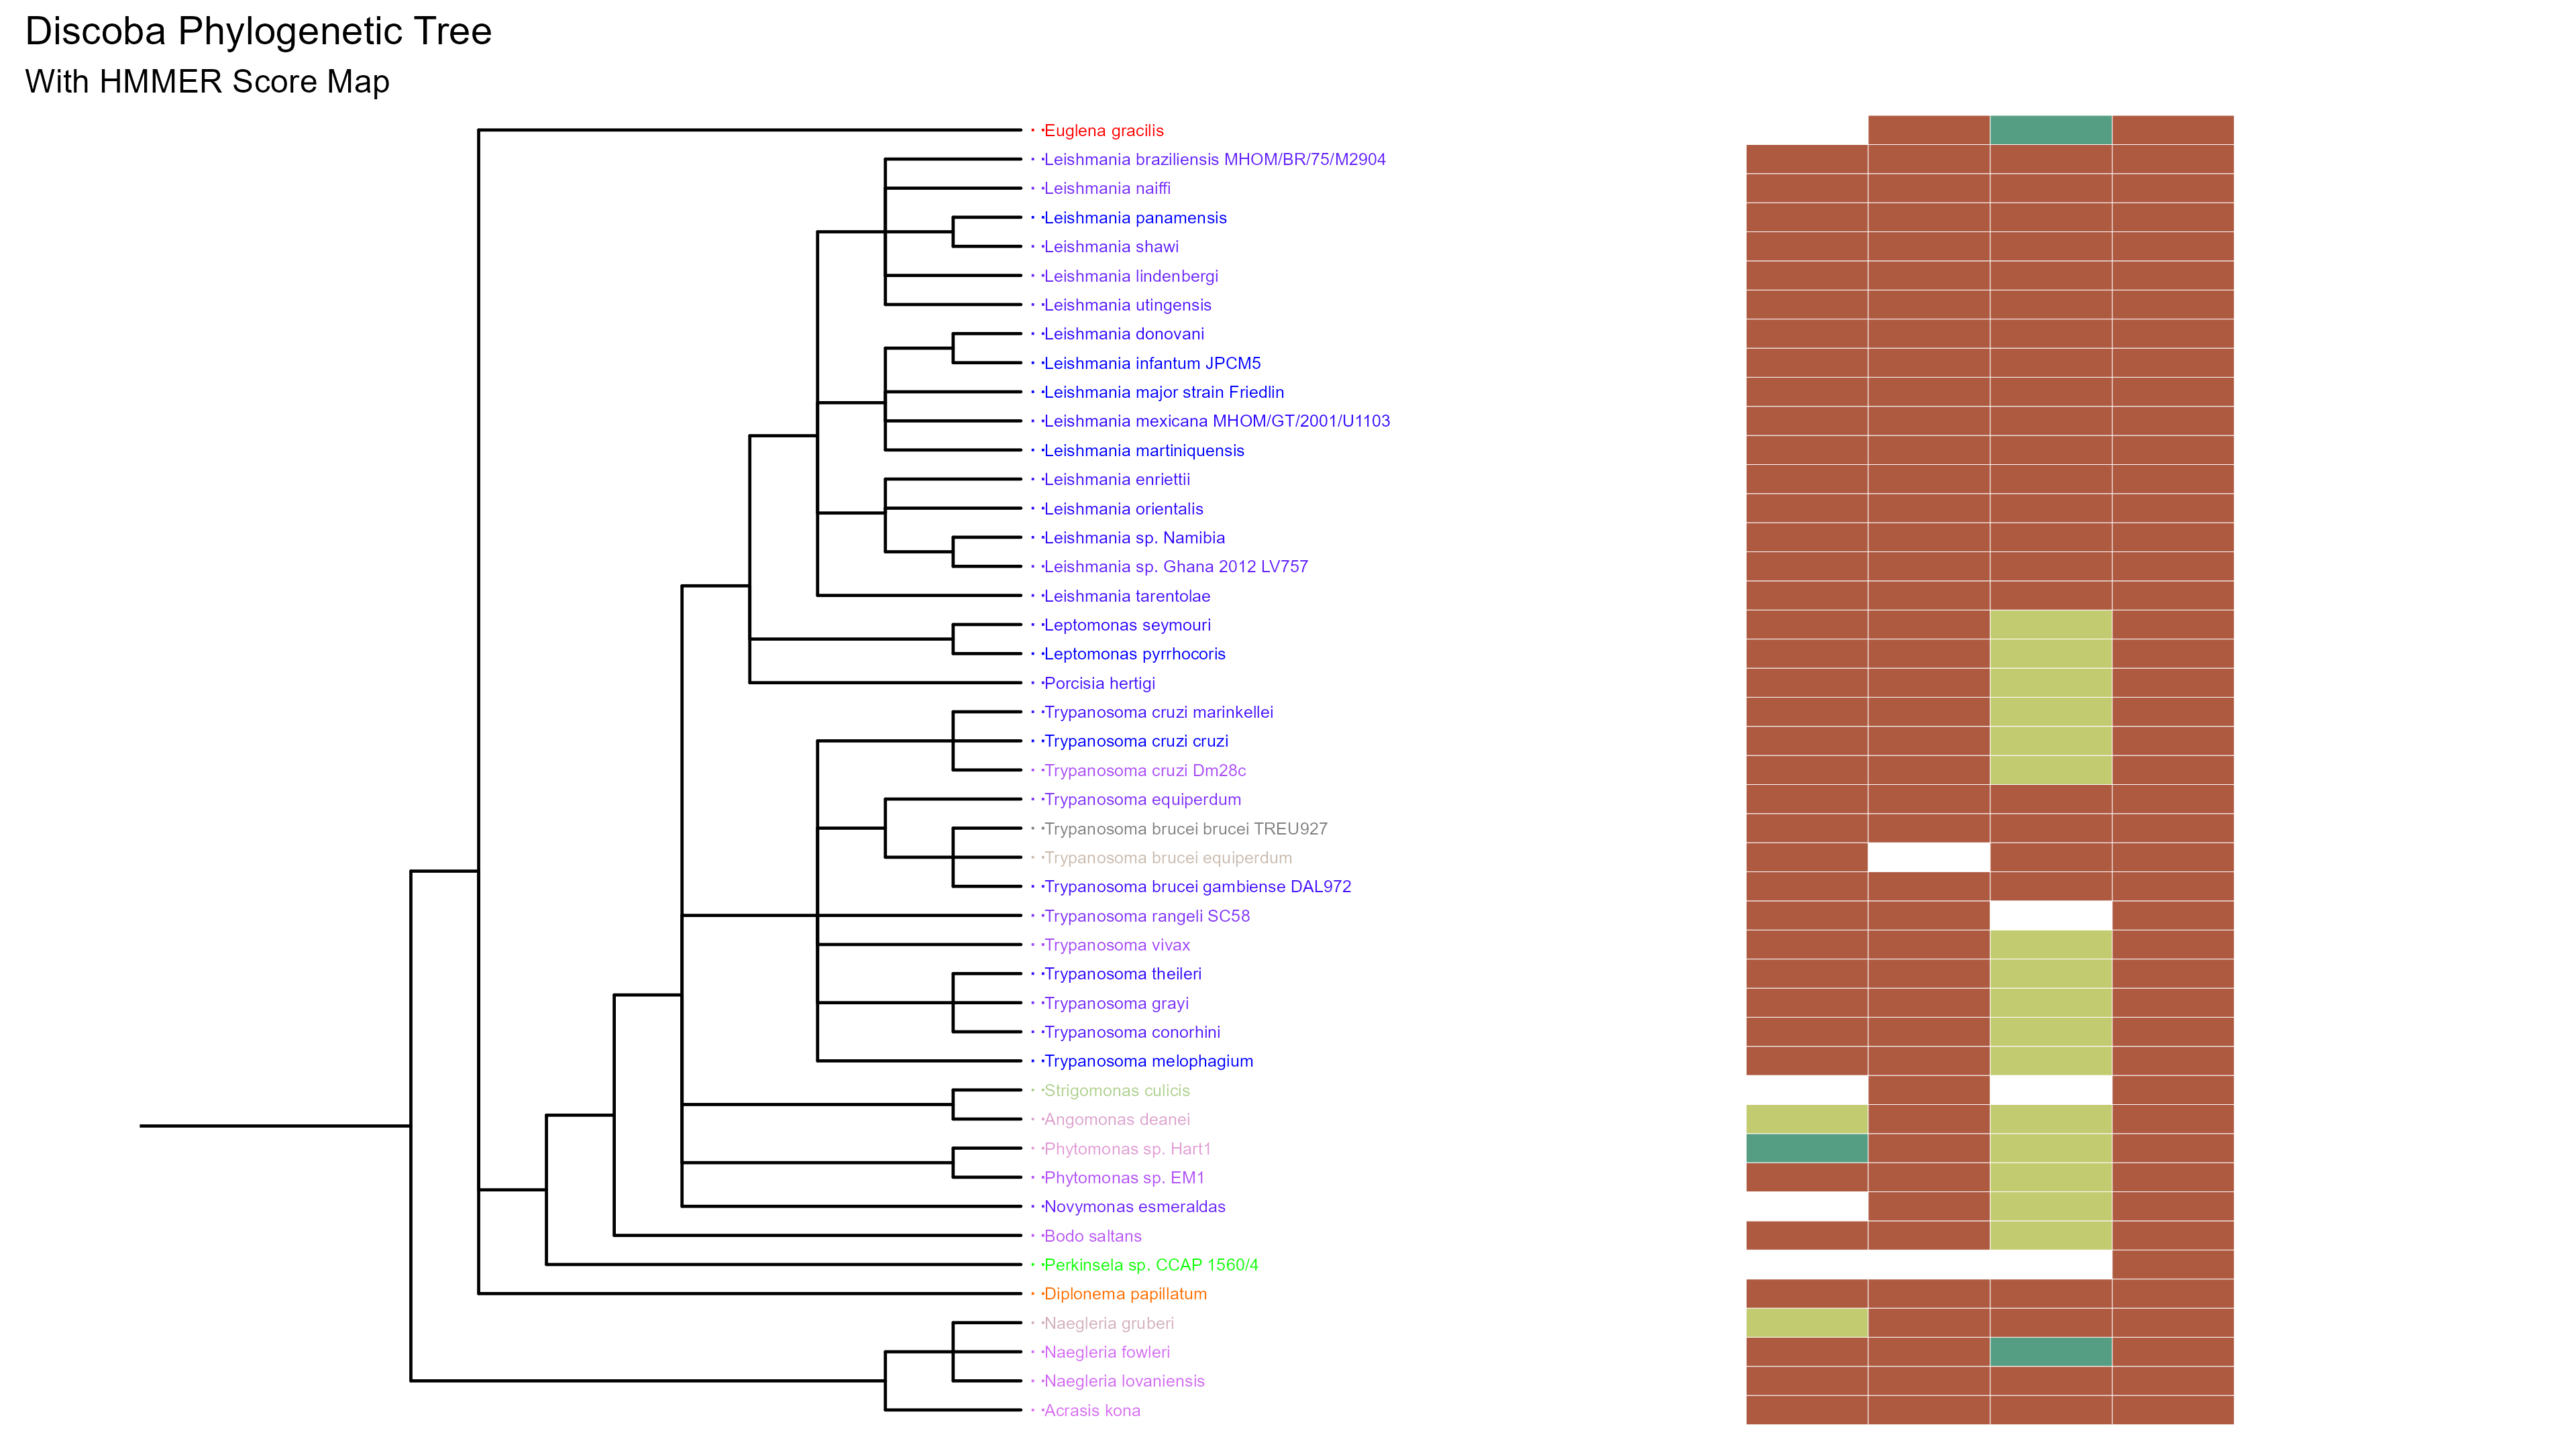 Discoba Phylogenetic Tree
With HMMER Score Map
Euglena gracilis
Leishmania braziliensis MHOM/BR/75/M2904
Leishmania naiffi
Leishmania panamensis
Leishmania shawi
Leishmania lindenbergi
Leishmania utingensis
Leishmania donovani
Leishmania infantum JPCM5
Leishmania major strain Friedlin
Leishmania mexicana MHOM/GT/2001/U1103
Leishmania martiniquensis
Leishmania enriettii
Leishmania orientalis
Leishmania sp. Namibia
Leishmania sp. Ghana 2012 LV757
Leishmania tarentolae
Leptomonas seymouri
Leptomonas pyrrhocoris
Porcisia hertigi
Trypanosoma cruzi marinkellei
Trypanosoma cruzi cruzi
Trypanosoma cruzi Dm28c
Trypanosoma equiperdum
Trypanosoma brucei brucei TREU927
Trypanosoma brucei equiperdum
Trypanosoma brucei gambiense DAL972
Trypanosoma rangeli SC58
Trypanosoma vivax
Trypanosoma theileri
Trypanosoma grayi
Trypanosoma conorhini
Trypanosoma melophagium
Strigomonas culicis
Angomonas deanei
Phytomonas sp. Hart1
Phytomonas sp. EM1
Novymonas esmeraldas
Bodo saltans
Perkinsela sp. CCAP 1560/4
Diplonema papillatum
Naegleria gruberi
Naegleria fowleri
Naegleria lovaniensis
Acrasis kona